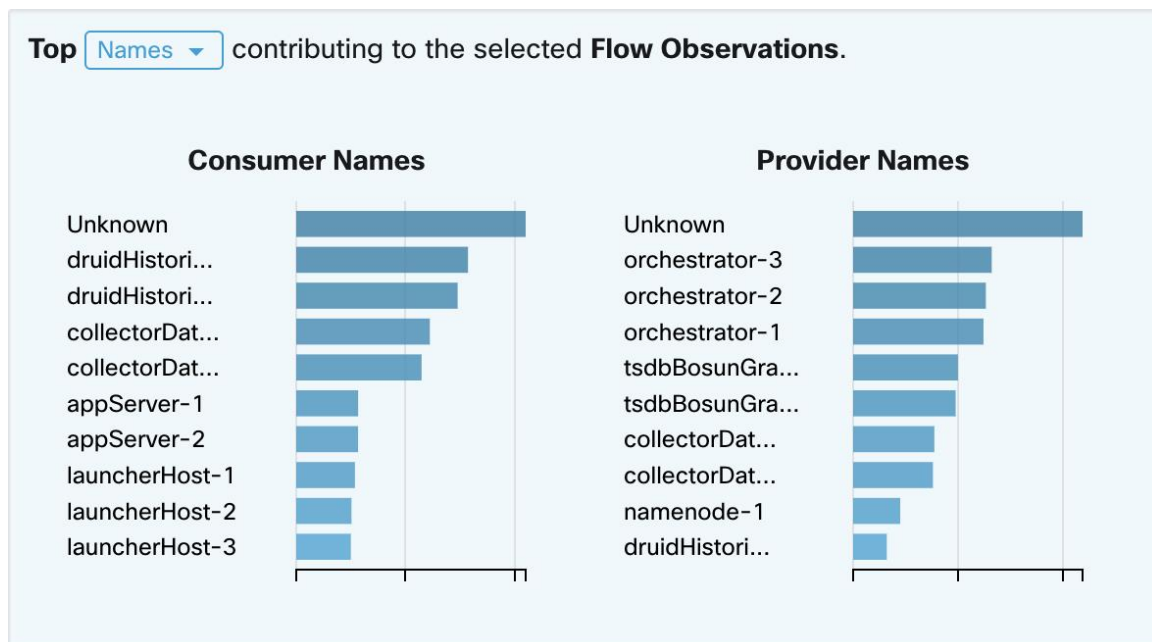 Top Names contributing to the selected Flow Observations.
Consumer Names
Unknown
druidHistori...
druidHistori...
collectorDat...
collectorDat...
appServer-1
appServer-2
launcherHost-1
launcherHost-2
launcherHost-3
Provider Names
Unknown
orchestrator-3
orchestrator-2
orchestrator-1
tsdbBosunGra...
tsdbBosunGra...
collectorDat...
collectorDat...
namenode-1
druidHistori...